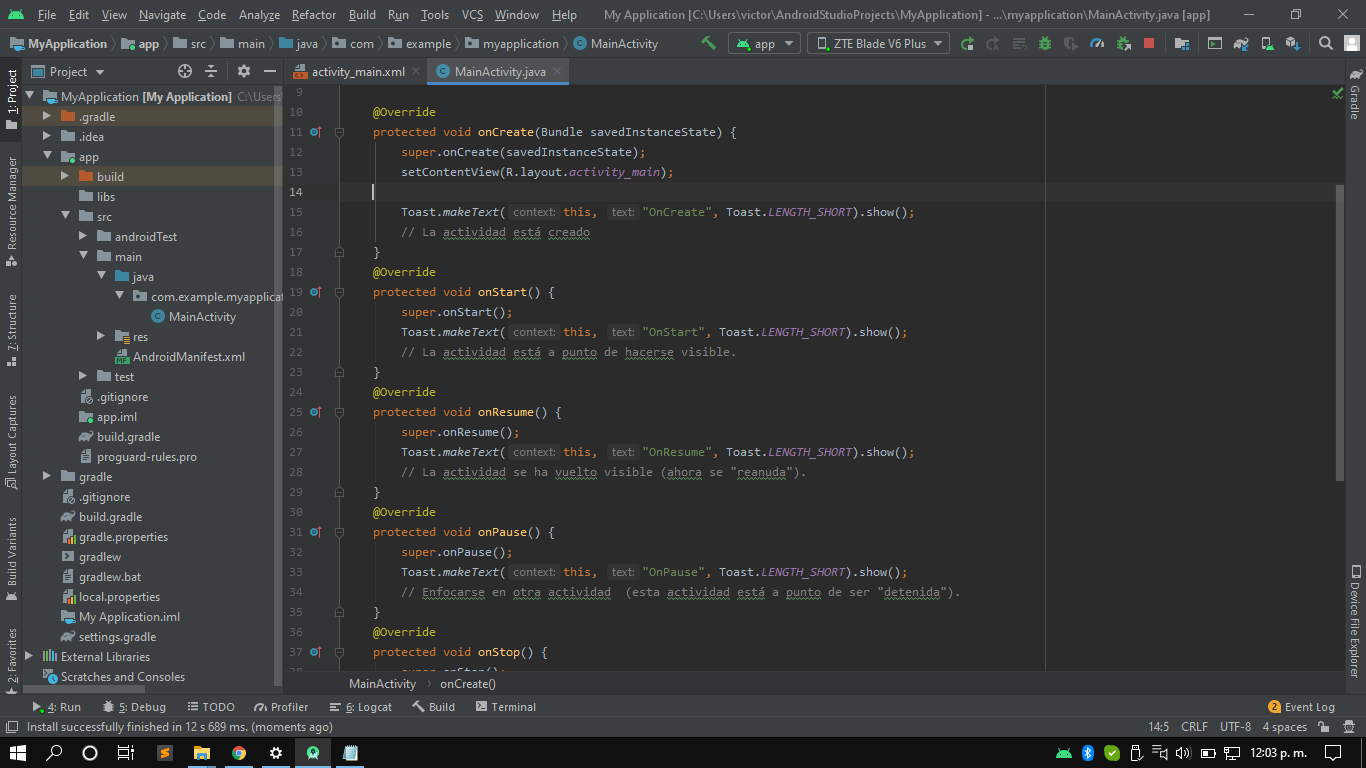 File Edit View Navigate Code Analyze Refactor Build Run Tools VCS Window Help My Application [C:\Users\victor\AndroidStudioProjects\MyApplication] - ...\myapplication\MainActivity.java [app]
MyApplication app src main java com example myapplication MainActivity app ZTE Blade V6 Plus
Project activity_main.xml MainActivity.java
MyApplication [My Application] C:\Users
.gradle
.idea
app
build
libs
src
androidTest
main
java
com.example.myapplicat
MainActivity
res
AndroidManifest.xml
test
.gitignore
app.iml
build.gradle
proguard-rules.pro
gradle
.gitignore
build.gradle
gradle.properties
gradlew
gradlew.bat
local.properties
My Application.iml
settings.gradle
External Libraries
Scratches and Consoles
1: Project
Resource Manager
Z: Structure
Layout Captures
Build Variants
2: Favorites
9
10 @Override
11 protected void onCreate(Bundle savedInstanceState) {
12 super.onCreate(savedInstanceState);
13 setContentView(R.layout.activity_main);
14
15 Toast.makeText( context: this, text: "OnCreate", Toast.LENGTH_SHORT).show();
16 // La actividad está creado
17 }
18 @Override
19 protected void onStart() {
20 super.onStart();
21 Toast.makeText( context: this, text: "OnStart", Toast.LENGTH_SHORT).show();
22 // La actividad está a punto de hacerse visible.
23 }
24 @Override
25 protected void onResume() {
26 super.onResume();
27 Toast.makeText( context: this, text: "OnResume", Toast.LENGTH_SHORT).show();
28 // La actividad se ha vuelto visible (ahora se "reanuda").
29 }
30 @Override
31 protected void onPause() {
32 super.onPause();
33 Toast.makeText( context: this, text: "OnPause", Toast.LENGTH_SHORT).show();
34 // Enfocarse en otra actividad  (esta actividad está a punto de ser "detenida").
35 }
36 @Override
37 protected void onStop() {
38 super.onStop();
Gradle
Device File Explorer
MainActivity onCreate()
4: Run 5: Debug TODO Profiler 6: Logcat Build Terminal 2 Event Log
Install successfully finished in 12 s 689 ms. (moments ago) 14:5 CRLF UTF-8 4 spaces
12:03 p. m.